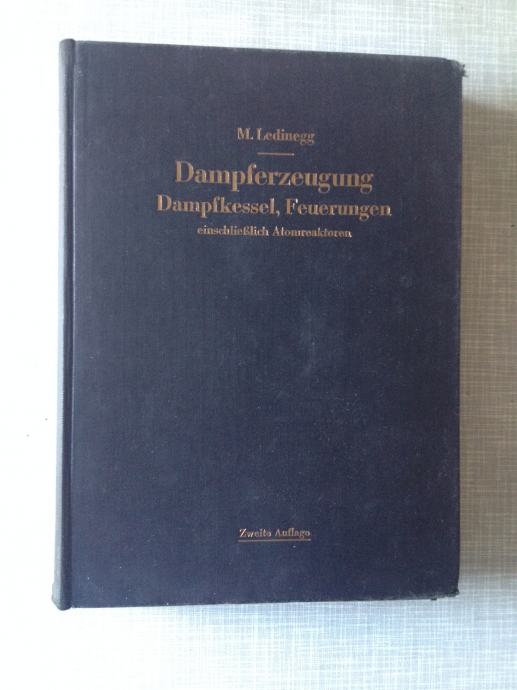 M. Ledinegg
Dampferzeugung
Dampfkessel, Feuerungen
einschließlich Atomreaktoren
Zweite Auflage